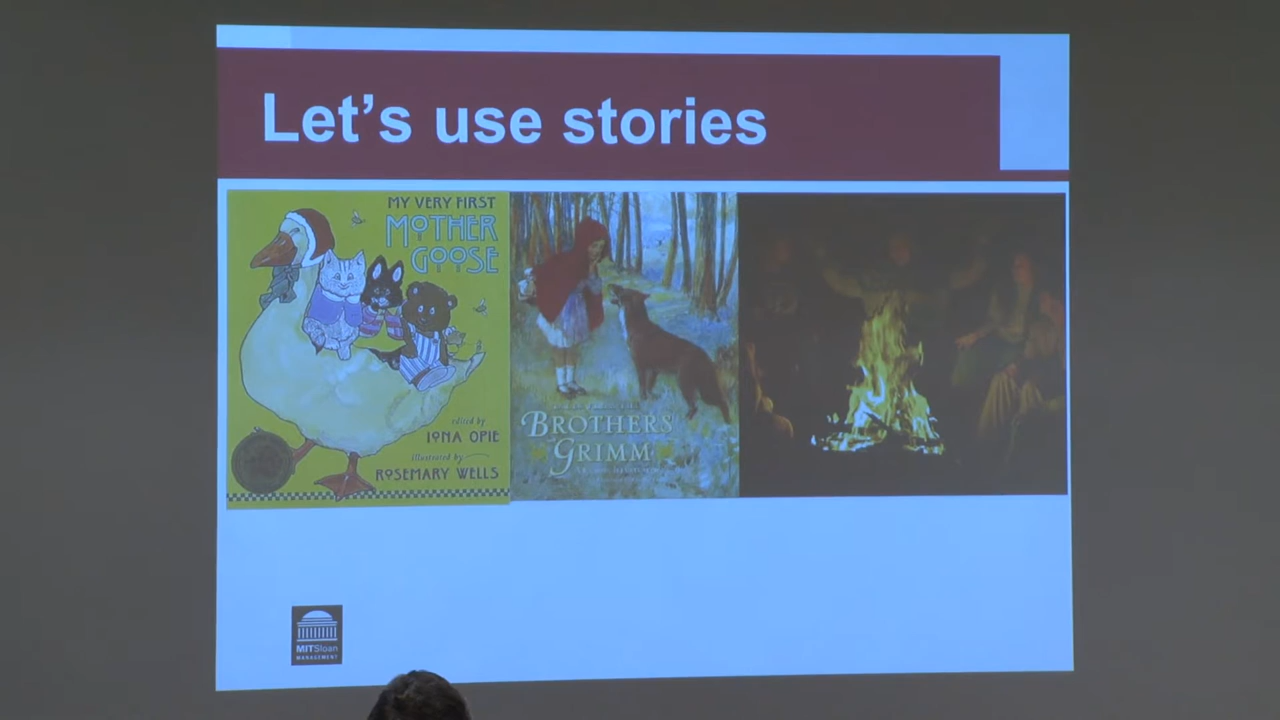 Let's use stories
MY VERY FIRST
MOTHER
GOOSE
edited by
IONA OPIE
illustrated by
ROSEMARY WELLS
BROTHERS
GRIMM
MITSloan
MANAGEMENT